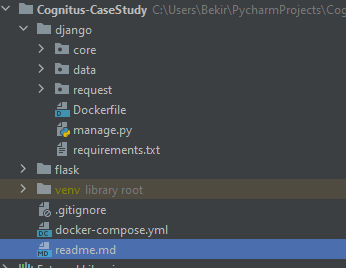 Cognitus-CaseStudy C:\Users\Bekir\PycharmProjects\Cog
django
core
data
request
Dockerfile
manage.py
requirements.txt
flask
venv library root
.gitignore
docker-compose.yml
readme.md